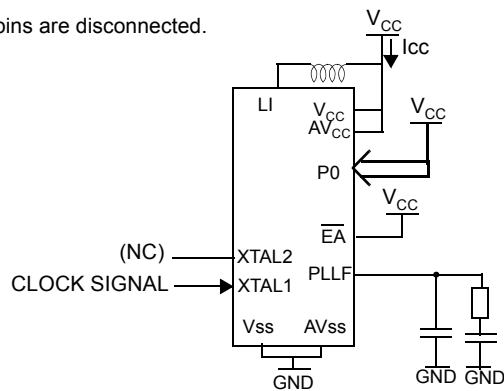 pins are disconnected.
VCC
Icc
LI
VCC
AVCC
VCC
P0
VCC
EA
(NC)
XTAL2
PLLF
CLOCK SIGNAL
XTAL1
Vss
AVss
GND
GND
GND